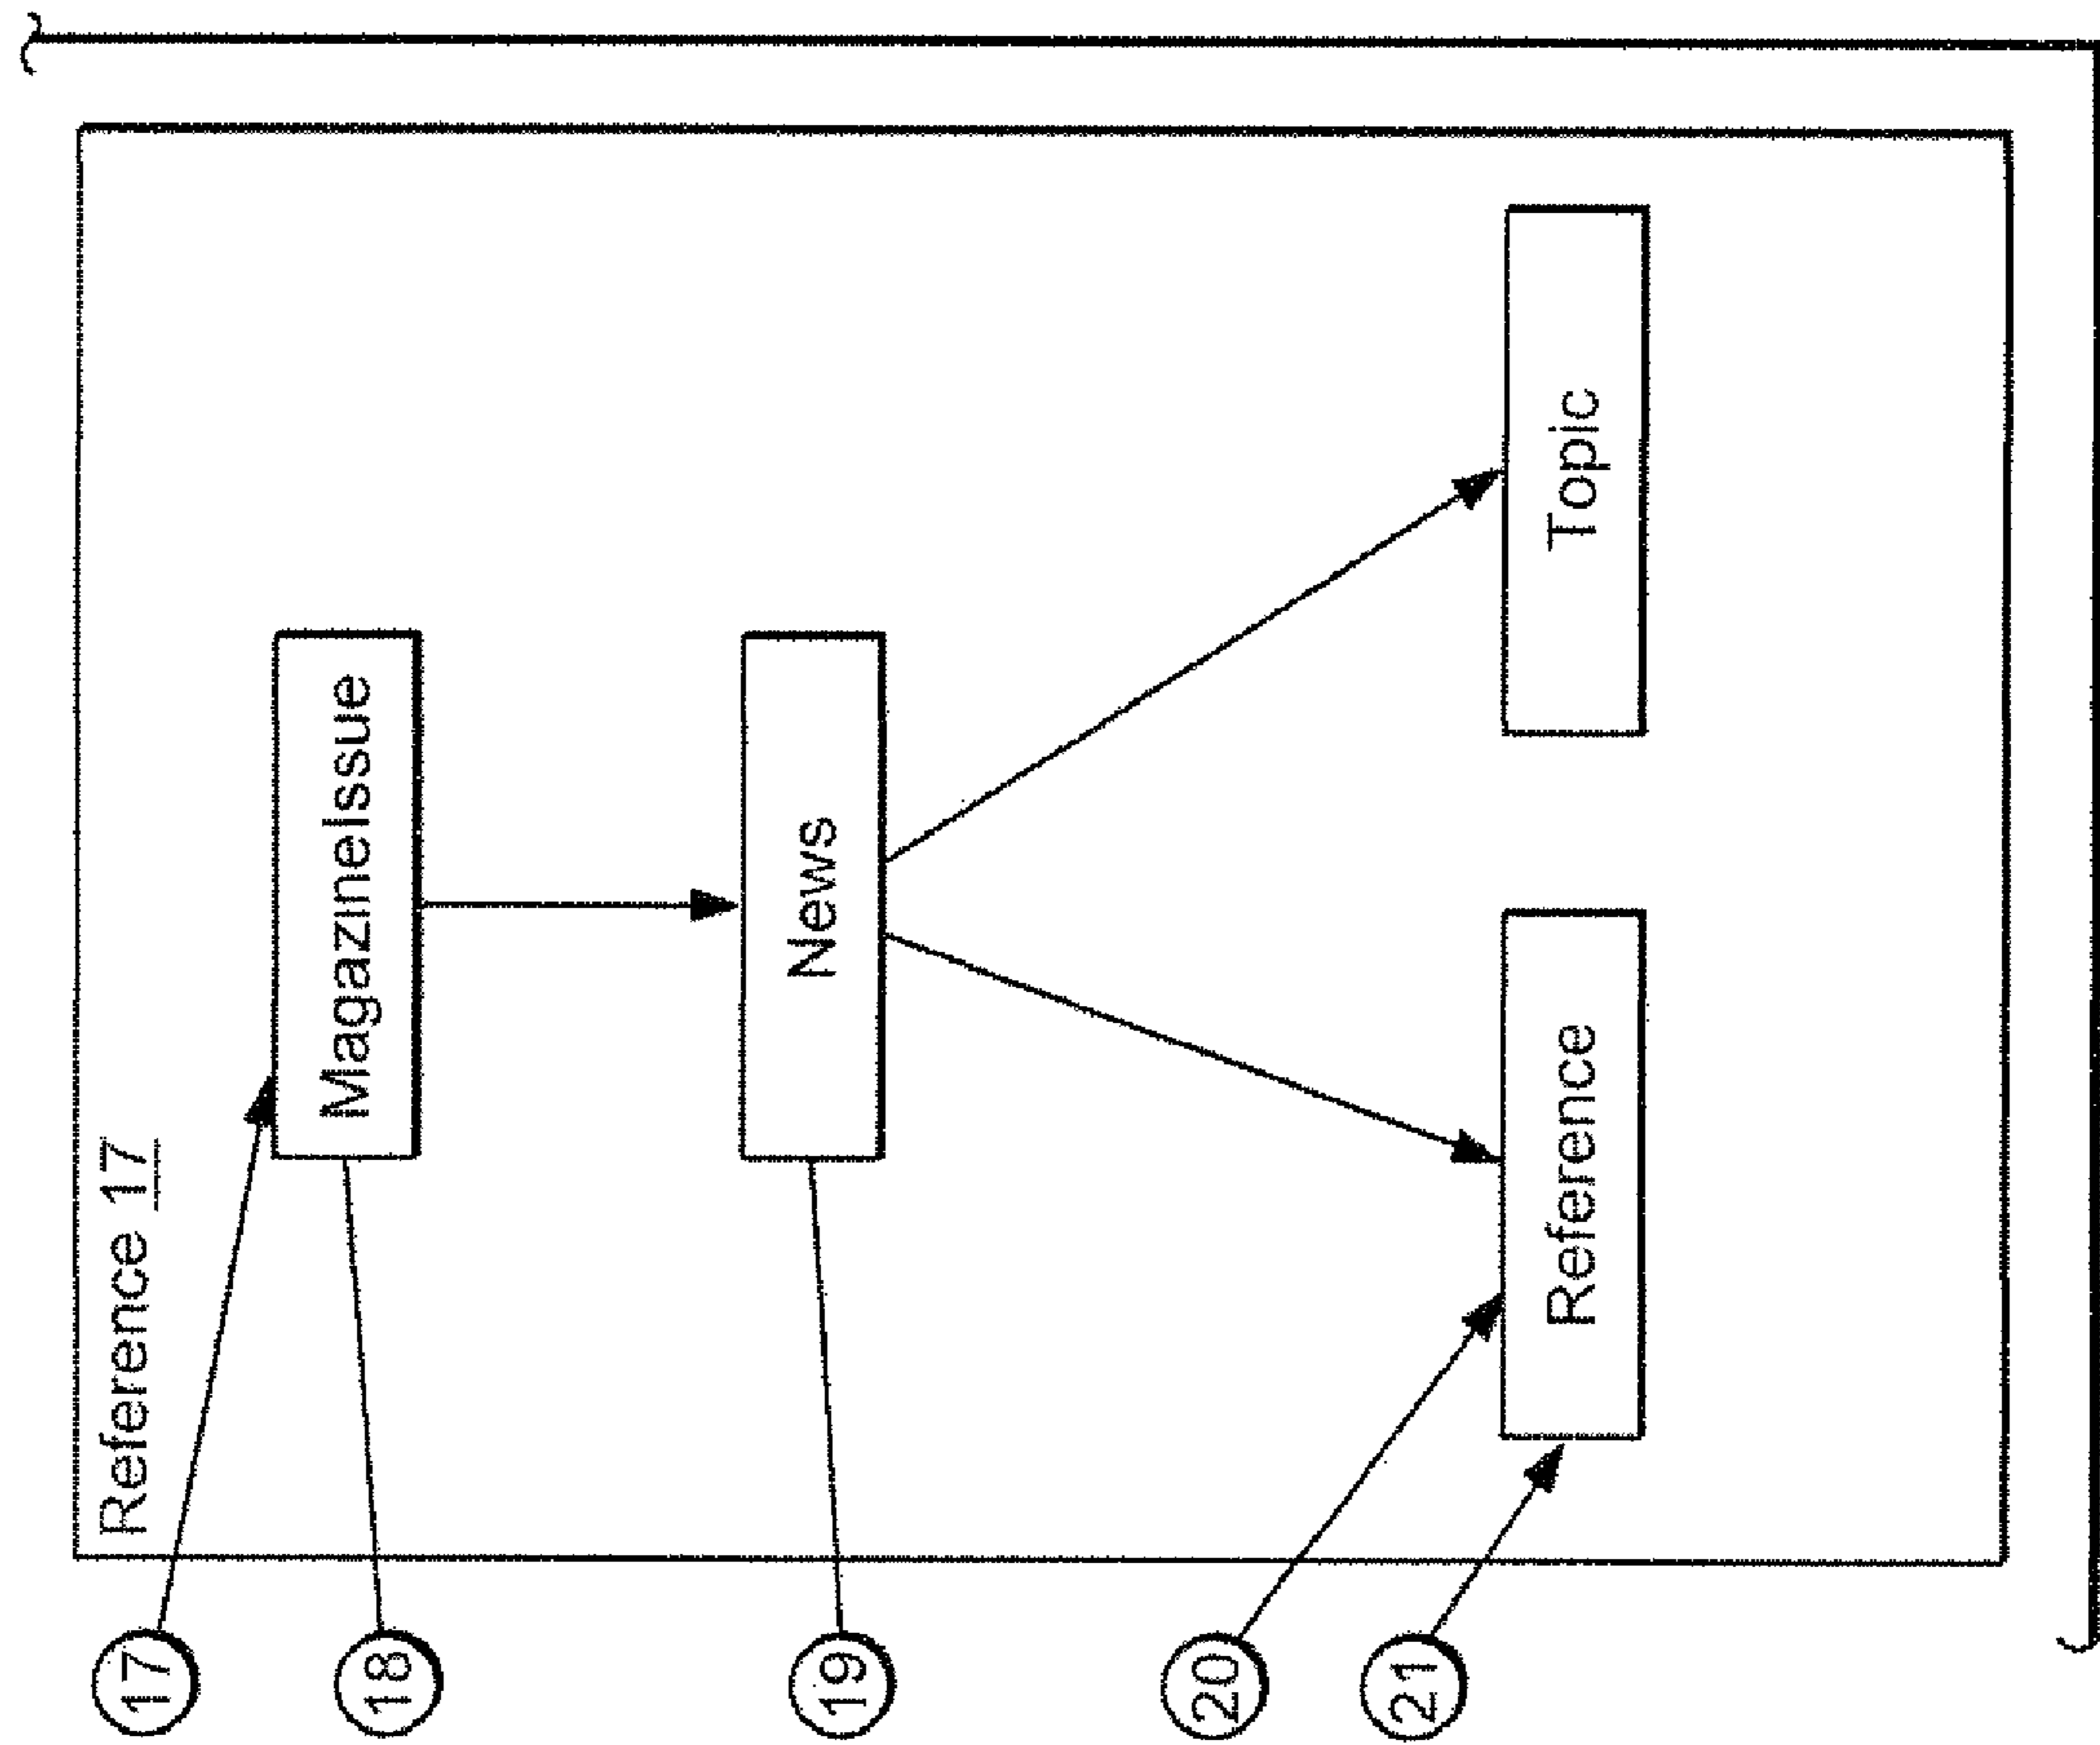 Reference 17
MagazineIssue
News
Reference
Topic
17
18
19
20
21